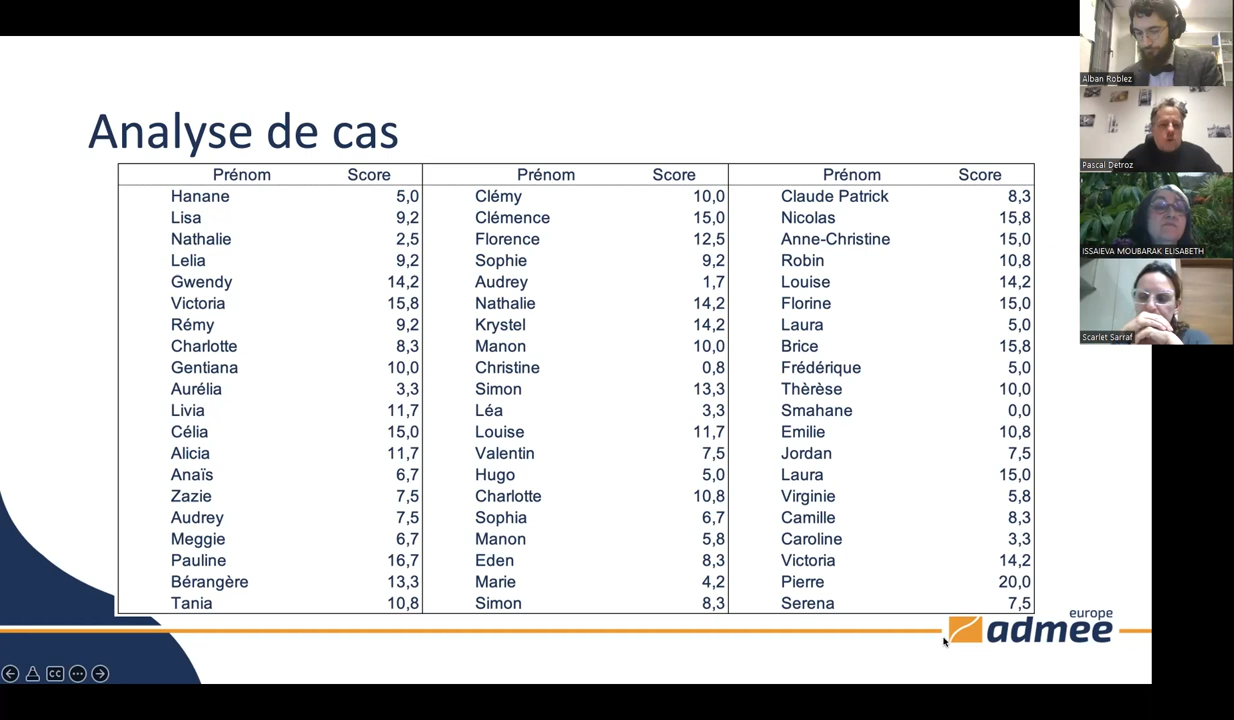 Analyse de cas
Prénom Score Prénom Score Prénom Score
Hanane 5,0 Clémy 10,0 Claude Patrick 8,3
Lisa 9,2 Clémence 15,0 Nicolas 15,8
Nathalie 2,5 Florence 12,5 Anne-Christine 15,0
Lelia 9,2 Sophie 9,2 Robin 10,8
Gwendy 14,2 Audrey 1,7 Louise 14,2
Victoria 15,8 Nathalie 14,2 Florine 15,0
Rémy 9,2 Krystel 14,2 Laura 5,0
Charlotte 8,3 Manon 10,0 Brice 15,8
Gentiana 10,0 Christine 0,8 Frédérique 5,0
Aurélia 3,3 Simon 13,3 Thèrèse 10,0
Livia 11,7 Léa 3,3 Smahane 0,0
Célia 15,0 Louise 11,7 Emilie 10,8
Alicia 11,7 Valentin 7,5 Jordan 7,5
Anaïs 6,7 Hugo 5,0 Laura 15,0
Zazie 7,5 Charlotte 10,8 Virginie 5,8
Audrey 7,5 Sophia 6,7 Camille 8,3
Meggie 6,7 Manon 5,8 Caroline 3,3
Pauline 16,7 Eden 8,3 Victoria 14,2
Bérangère 13,3 Marie 4,2 Pierre 20,0
Tania 10,8 Simon 8,3 Serena 7,5
europe
admee
CC
Alban Roblez
Pascal Detroz
ISSAIEVA MOUBARAK ELISABETH
Scarlet Sarraf